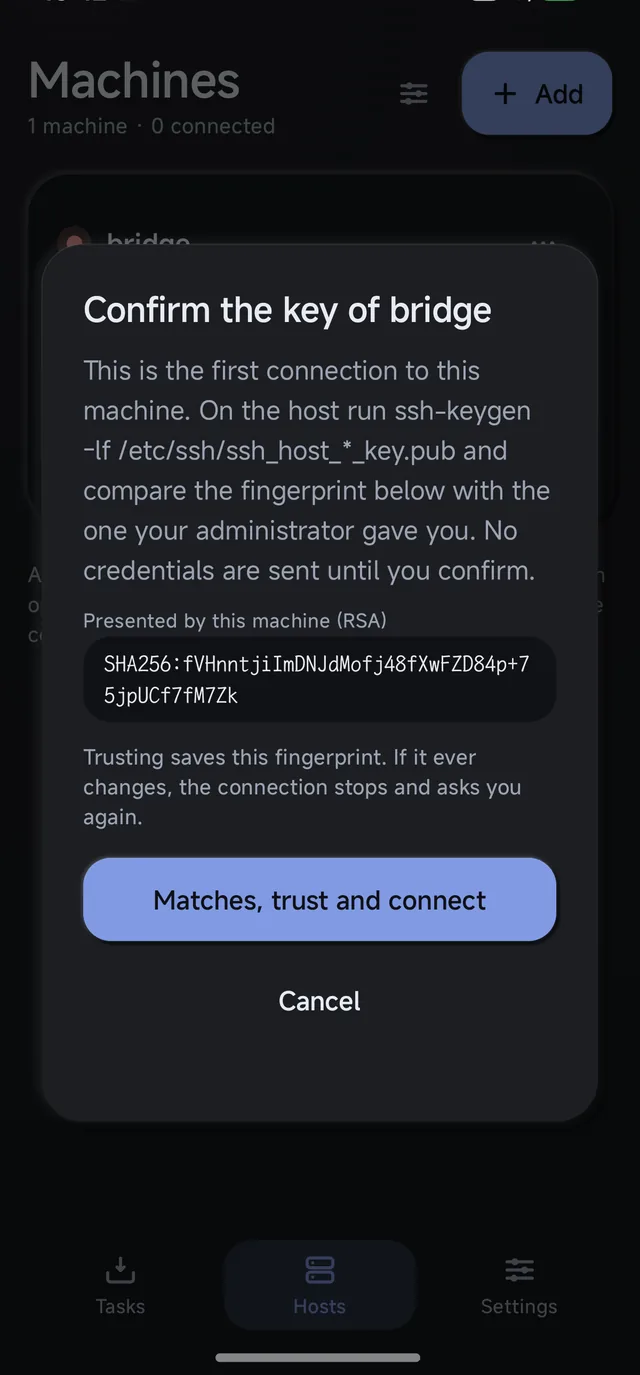 Machines
1 machine · 0 connected
+ Add
bridge
Confirm the key of bridge
This is the first connection to this
machine. On the host run ssh-keygen
-lf /etc/ssh/ssh_host_*_key.pub and
compare the fingerprint below with the
one your administrator gave you. No
credentials are sent until you confirm.
Presented by this machine (RSA)
SHA256:fVHnntjiImDNJdMofj48fXwFZD84p+7
5jpUCf7fM7Zk
Trusting saves this fingerprint. If it ever
changes, the connection stops and asks you
again.
Matches, trust and connect
Cancel
Tasks
Hosts
Settings